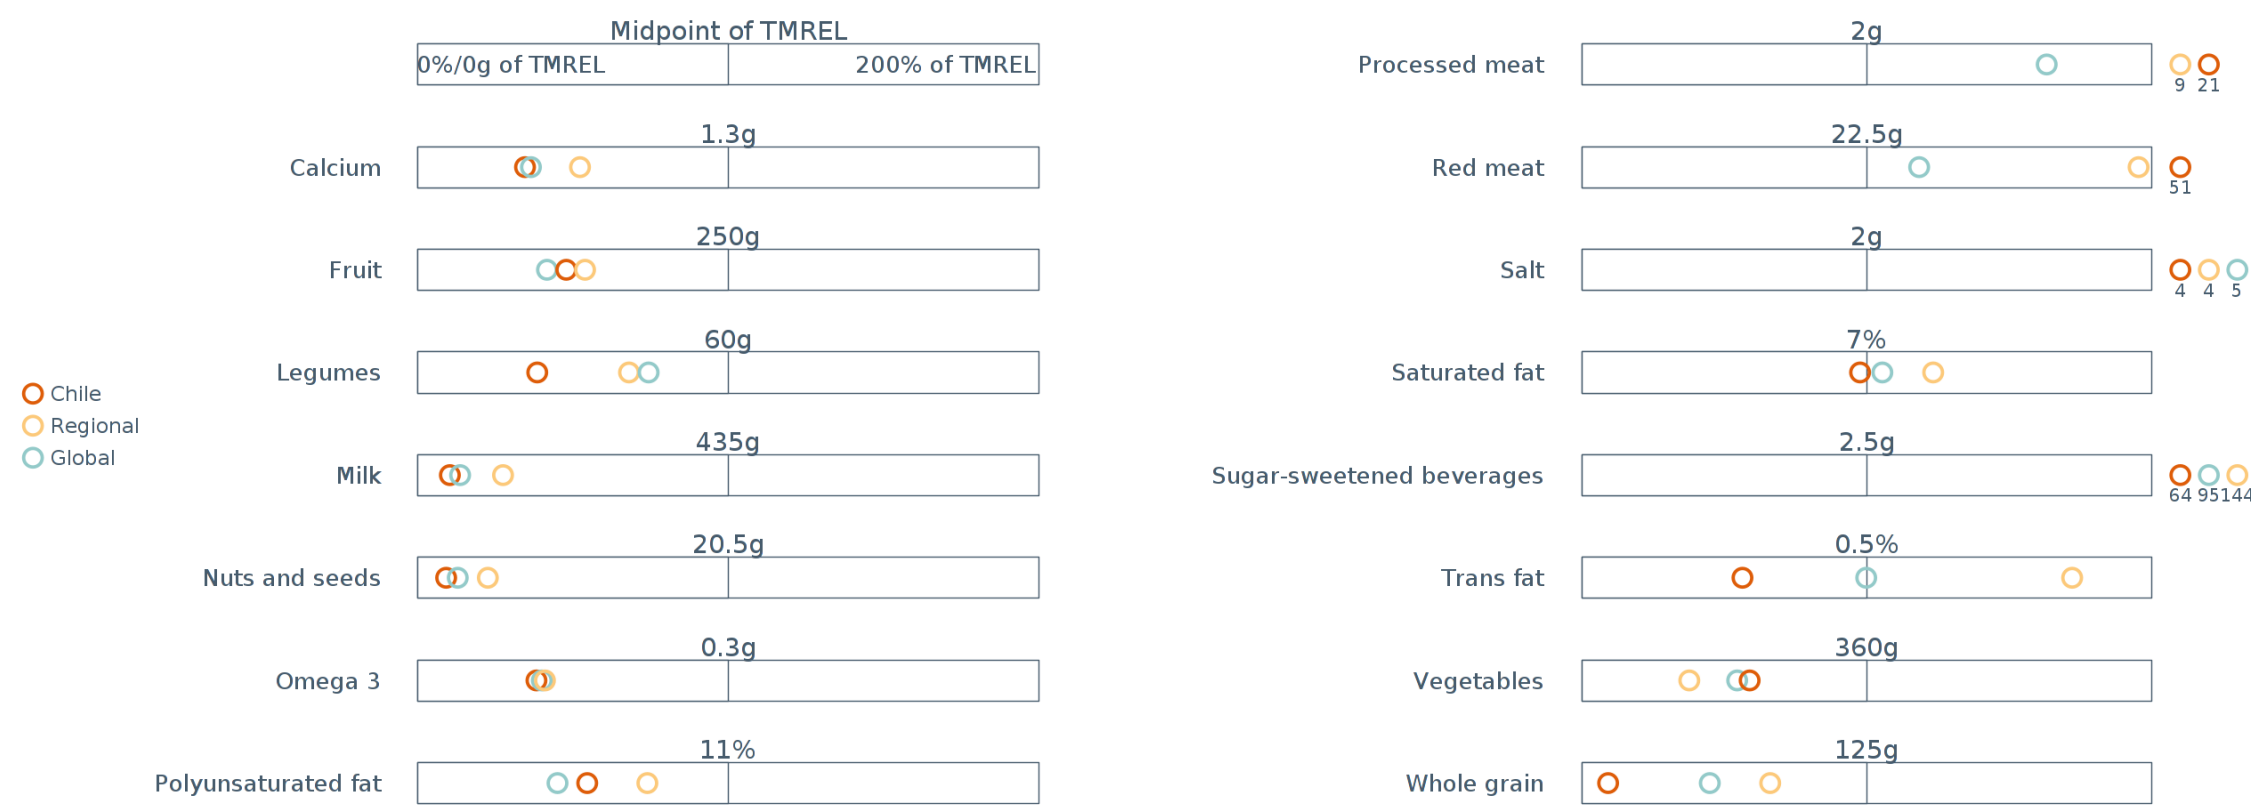 Midpoint of TMREL
0%/0g of TMREL 200% of TMREL
1.3g
Calcium
250g
Fruit
60g
Legumes
Chile
Regional
Global
435g
Milk
20.5g
Nuts and seeds
0.3g
Omega 3
11%
Polyunsaturated fat
2g
Processed meat
9 21
22.5g
Red meat
51
2g
Salt
4 4 5
7%
Saturated fat
2.5g
Sugar-sweetened beverages
64 95 144
0.5%
Trans fat
360g
Vegetables
125g
Whole grain